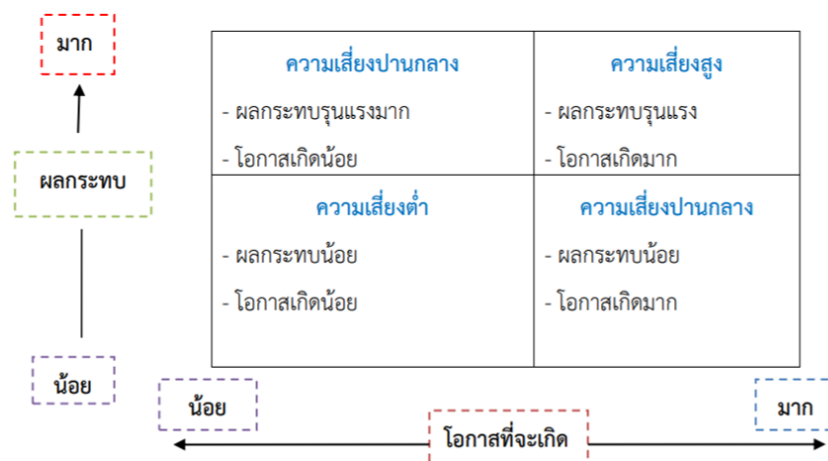 มาก
ความเสี่ยงปานกลาง
- ผลกระทบรุนแรงมาก
- โอกาสเกิดน้อย
ความเสี่ยงสูง
- ผลกระทบรุนแรง
- โอกาสเกิดมาก
ผลกระทบ
ความเสี่ยงต่ำ
- ผลกระทบน้อย
- โอกาสเกิดน้อย
ความเสี่ยงปานกลาง
- ผลกระทบน้อย
- โอกาสเกิดมาก
น้อย
น้อย
โอกาสที่จะเกิด
มาก